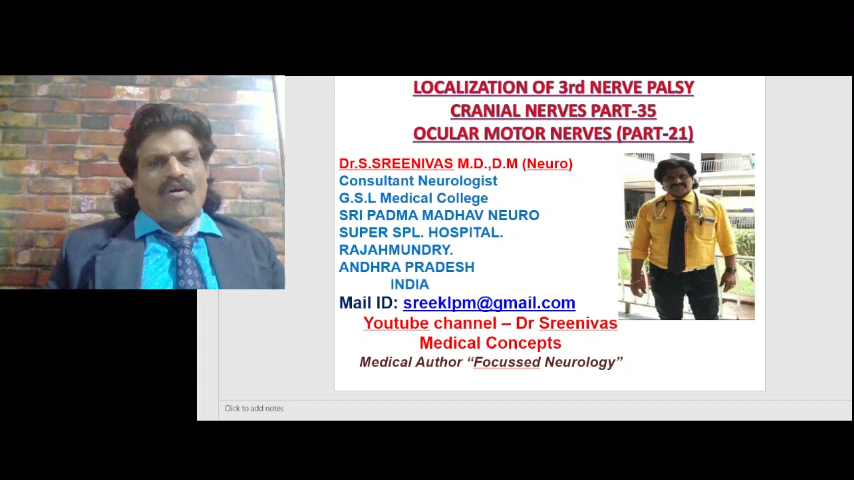 LOCALIZATION OF 3rd NERVE PALSY
CRANIAL NERVES PART-35
OCULAR MOTOR NERVES (PART-21)
Dr.S.SREENIVAS M.D.,D.M (Neuro)
Consultant Neurologist
G.S.L Medical College
SRI PADMA MADHAV NEURO
SUPER SPL. HOSPITAL.
RAJAHMUNDRY.
ANDHRA PRADESH
INDIA
Mail ID: sreeklpm@gmail.com
Youtube channel – Dr Sreenivas
Medical Concepts
Medical Author “Focussed Neurology”
Click to add notes